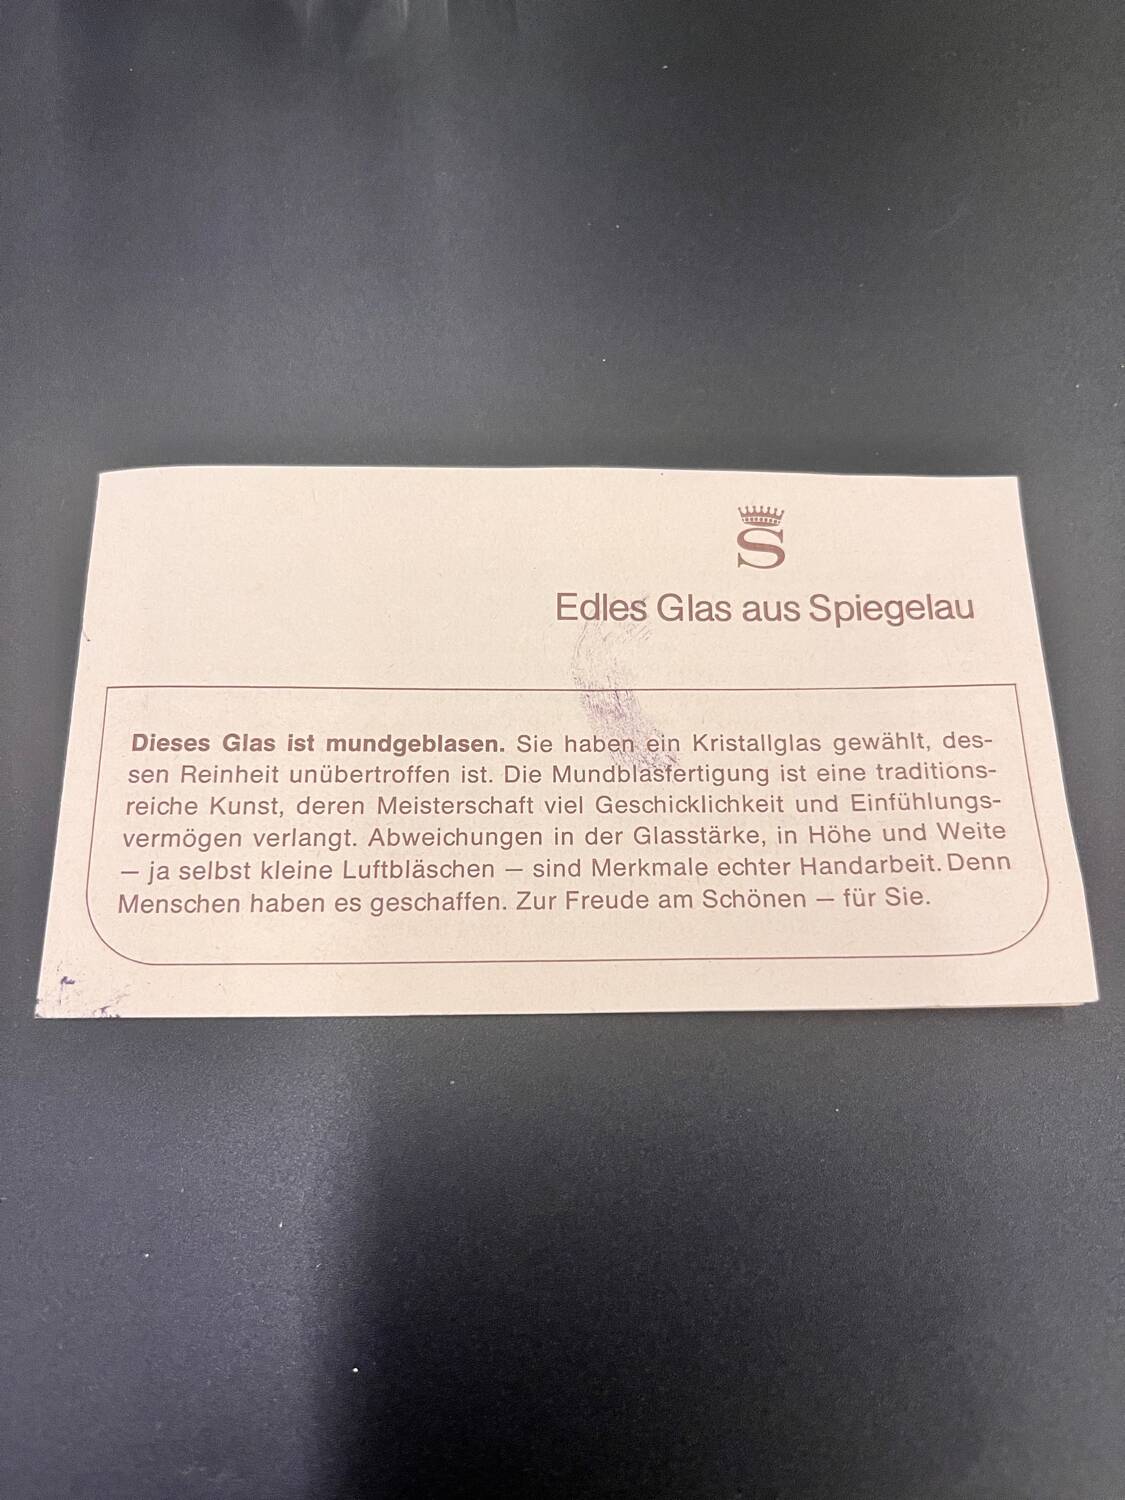 S
Edles Glas aus Spiegelau
Dieses Glas ist mundgeblasen. Sie haben ein Kristallglas gewählt, des-
sen Reinheit unübertroffen ist. Die Mundblasfertigung ist eine traditions-
reiche Kunst, deren Meisterschaft viel Geschicklichkeit und Einfühlungs-
vermögen verlangt. Abweichungen in der Glasstärke, in Höhe und Weite
– ja selbst kleine Luftbläschen – sind Merkmale echter Handarbeit. Denn
Menschen haben es geschaffen. Zur Freude am Schönen – für Sie.